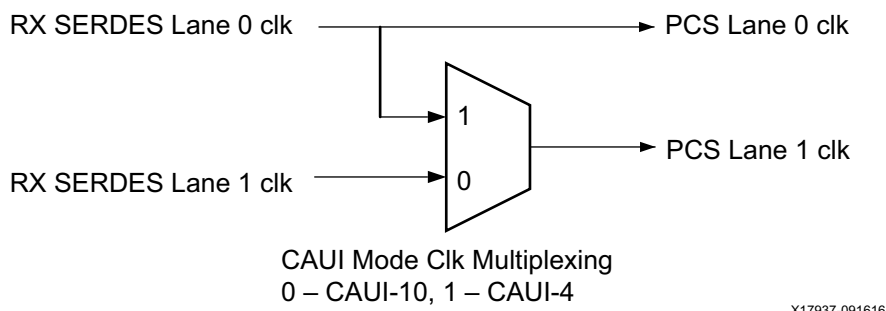 RX SERDES Lane 0 clk
PCS Lane 0 clk
1
PCS Lane 1 clk
RX SERDES Lane 1 clk
0
CAUI Mode Clk Multiplexing
0 – CAUI-10, 1 – CAUI-4
X17937-091616